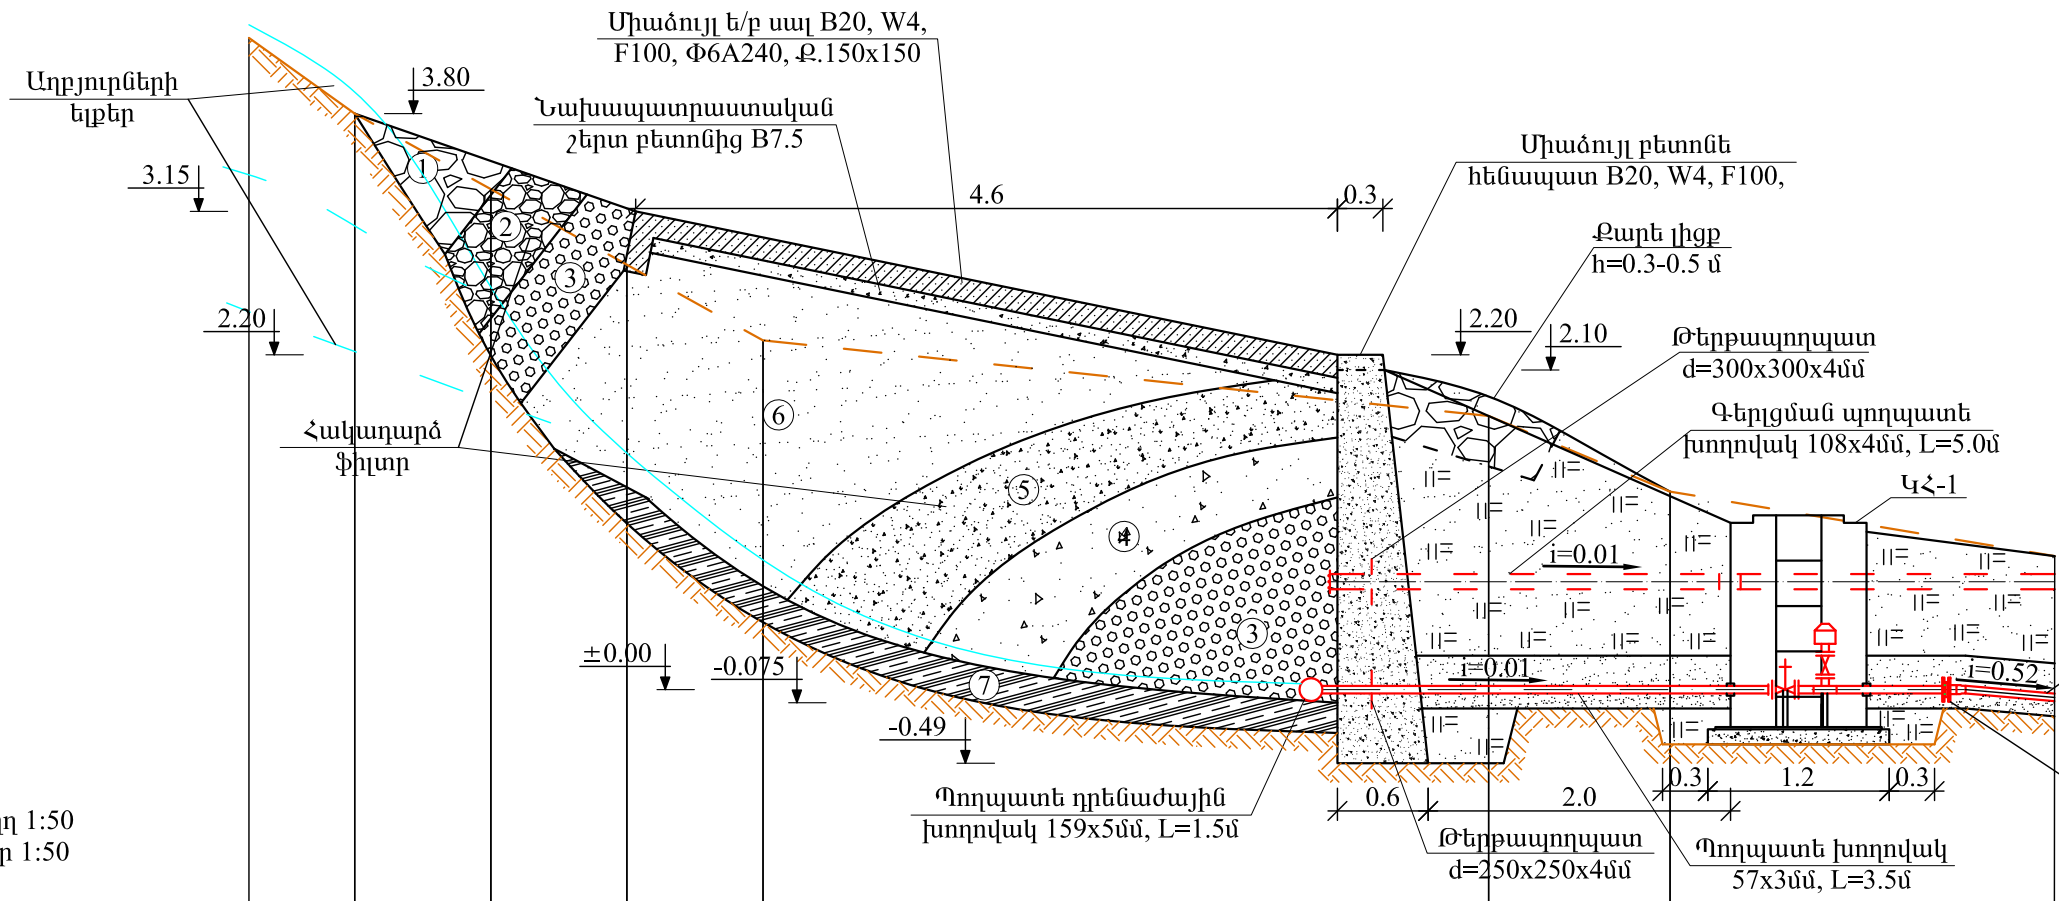 Միաձույլ ե/բ սալ B20, W4,
F100, Φ6A240, Ք.150x150
Աղբյուրների
ելքեր
3.80
Նախապատրաստական
շերտ բետոնից B7.5
Միաձույլ բետոնե
հենապատ B20, W4, F100,
3.15
4.6
0.3
1
2
3
Քարե լիցք
h=0.3-0.5 մ
2.20
2.20
2.10
Թերթապողպատ
d=300x300x4մմ
6
Գերլցման պողպատե
խողովակ 108x4մմ, L=5.0մ
Հակադարձ
ֆիլտր
5
ԿՀ-1
4
i=0.01
3
±0.00
-0.075
7
i=0.01
i=0.52
-0.49
0.3
1.2
0.3
Պողպատե դրենաժային
խողովակ 159x5մմ, L=1.5մ
0.6
2.0
1:50
1:50
Թերթապողպատ
d=250x250x4մմ
Պողպատե խողովակ
57x3մմ, L=3.5մ